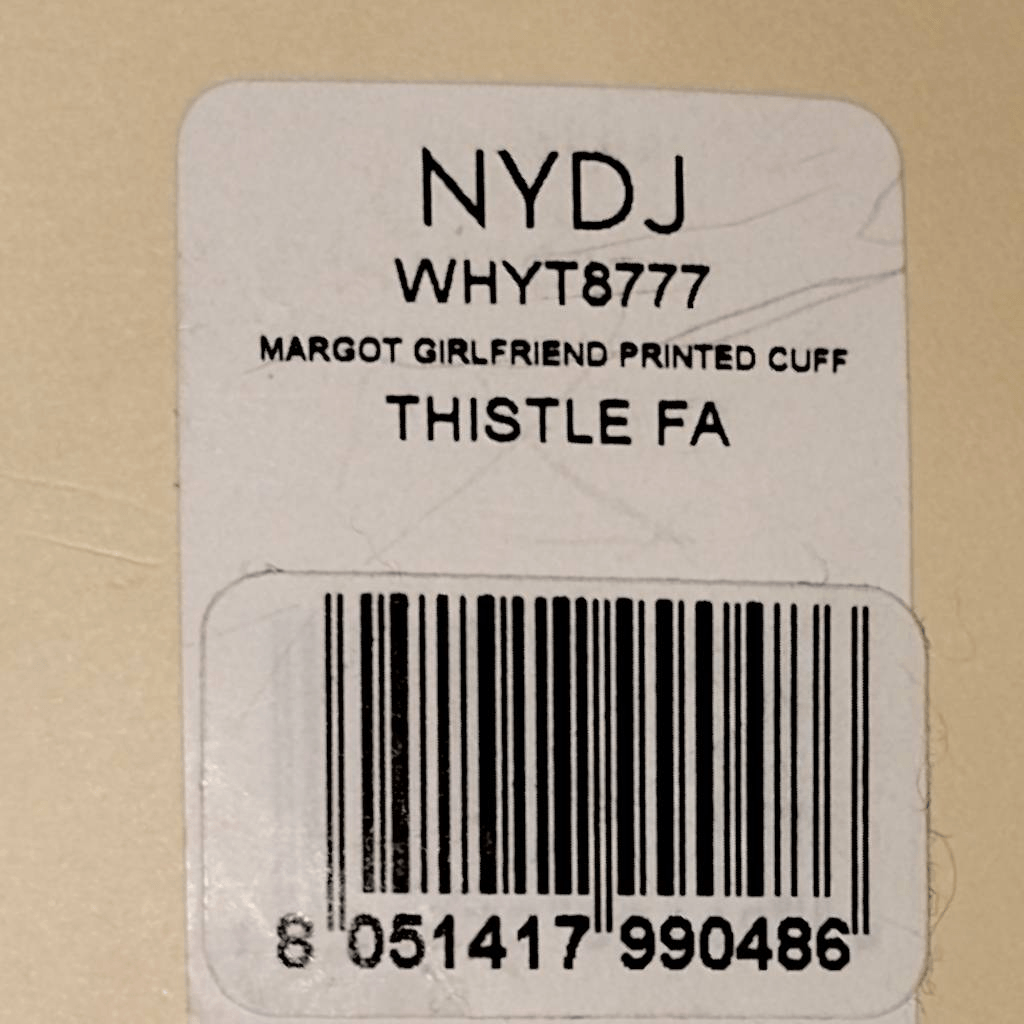 NYDJ
WHYT8777
MARGOT GIRLFRIEND PRINTED CUFF
THISTLE FA
8 051417 990486